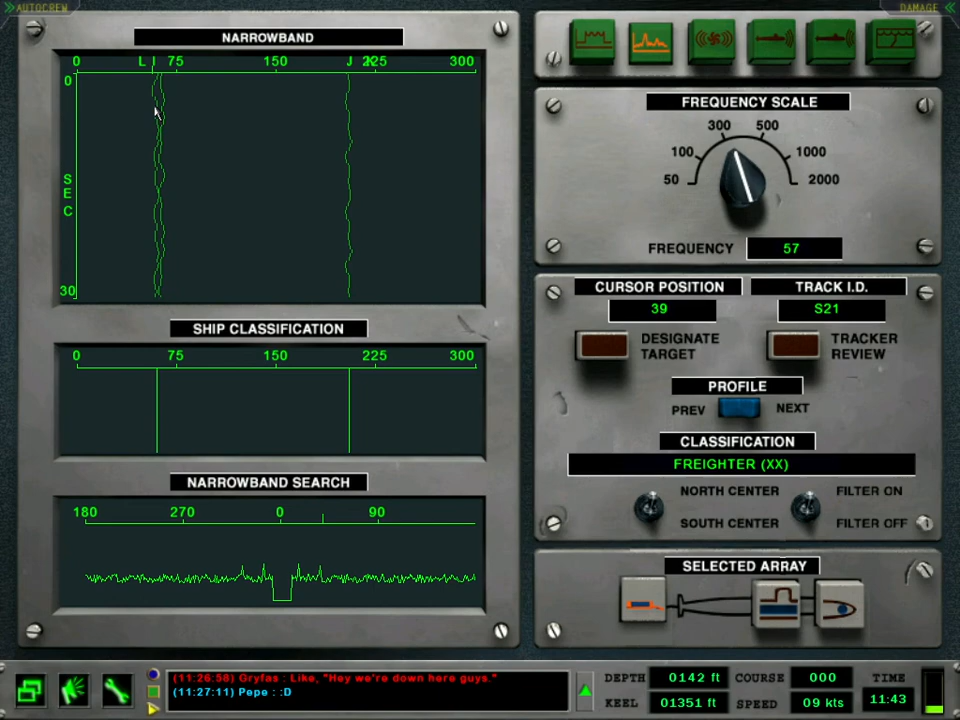 AUTOCREW
DAMAGE
NARROWBAND
0 L I 75 150 J 225 300
0
SEC
30
SHIP CLASSIFICATION
0 75 150 225 300
NARROWBAND SEARCH
180 270 0 90
FREQUENCY SCALE
300 500
100 1000
50 2000
FREQUENCY 57
CURSOR POSITION TRACK I.D.
39 S21
DESIGNATE TARGET
TRACKER REVIEW
PROFILE
PREV NEXT
CLASSIFICATION
FREIGHTER (XX)
NORTH CENTER FILTER ON
SOUTH CENTER FILTER OFF
SELECTED ARRAY
(11:26:58) Gryfas : Like, "Hey we're down here guys."
(11:27:11) Pepe : :D
DEPTH 0142 ft COURSE 000 TIME
KEEL 01351 ft SPEED 09 kts 11:43